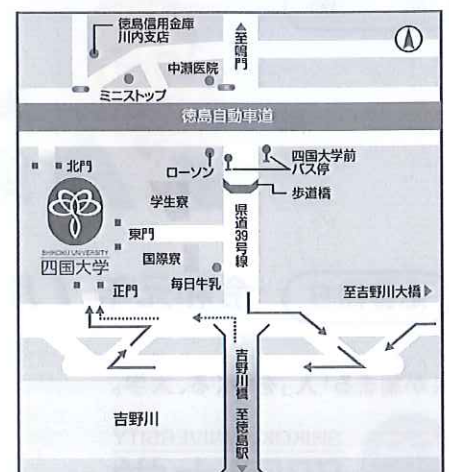 徳島信用金庫
川内支店
至鳴門
中瀬医院
ミニストップ
徳島自動車道
北門
ローソン
四国大学前
バス停
歩道橋
学生寮
県道39号線
SHIKOKU UNIVERSITY
四国大学
東門
国際寮
毎日牛乳
正門
至吉野川大橋
吉野川橋
至徳島駅
吉野川